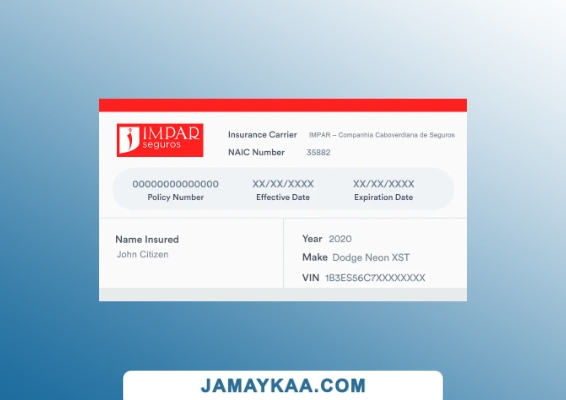 IMPAR
seguros
Insurance Carrier IMPAR – Companhia Caboverdiana de Seguros
NAIC Number 35882
00000000000000 XX/XX/XXXX XX/XX/XXXX
Policy Number Effective Date Expiration Date
Name Insured
John Citizen
Year 2020
Make Dodge Neon XST
VIN 1B3ES56C7XXXXXXXX
JAMAYKAA.COM